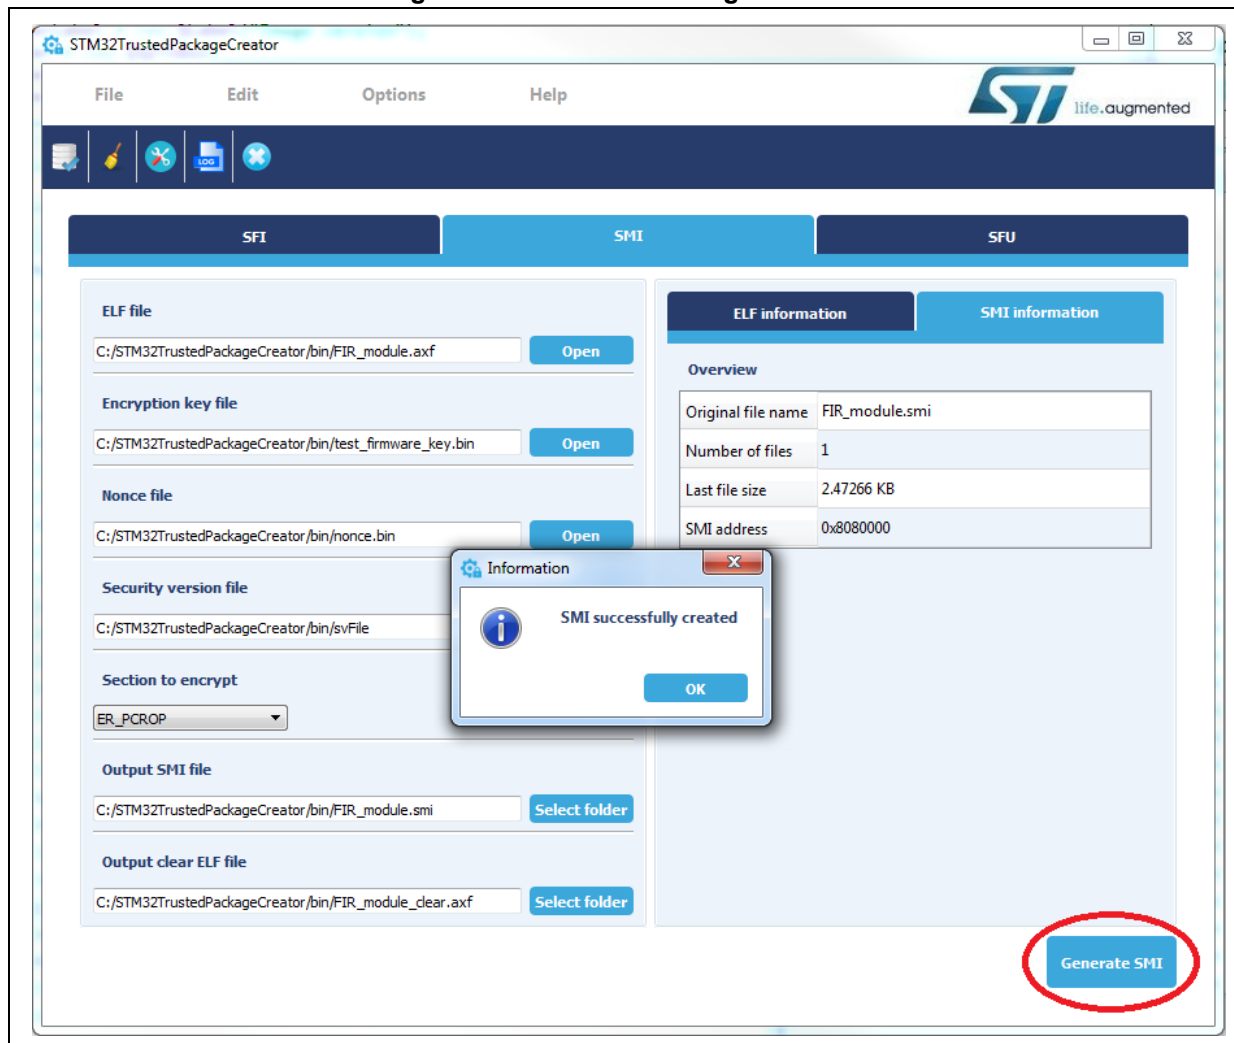 STM32TrustedPackageCreator
File Edit Options Help
life.augmented
LOG
SFI SMI SFU
ELF file
C:/STM32TrustedPackageCreator/bin/FIR_module.axf Open
Encryption key file
C:/STM32TrustedPackageCreator/bin/test_firmware_key.bin Open
Nonce file
C:/STM32TrustedPackageCreator/bin/nonce.bin Open
Security version file
C:/STM32TrustedPackageCreator/bin/svFile
Section to encrypt
ER_PCROP
Output SMI file
C:/STM32TrustedPackageCreator/bin/FIR_module.smi Select folder
Output clear ELF file
C:/STM32TrustedPackageCreator/bin/FIR_module_clear.axf Select folder
ELF information SMI information
Overview
Original file name FIR_module.smi
Number of files 1
Last file size 2.47266 KB
SMI address 0x8080000
Information
SMI successfully created
OK
Generate SMI